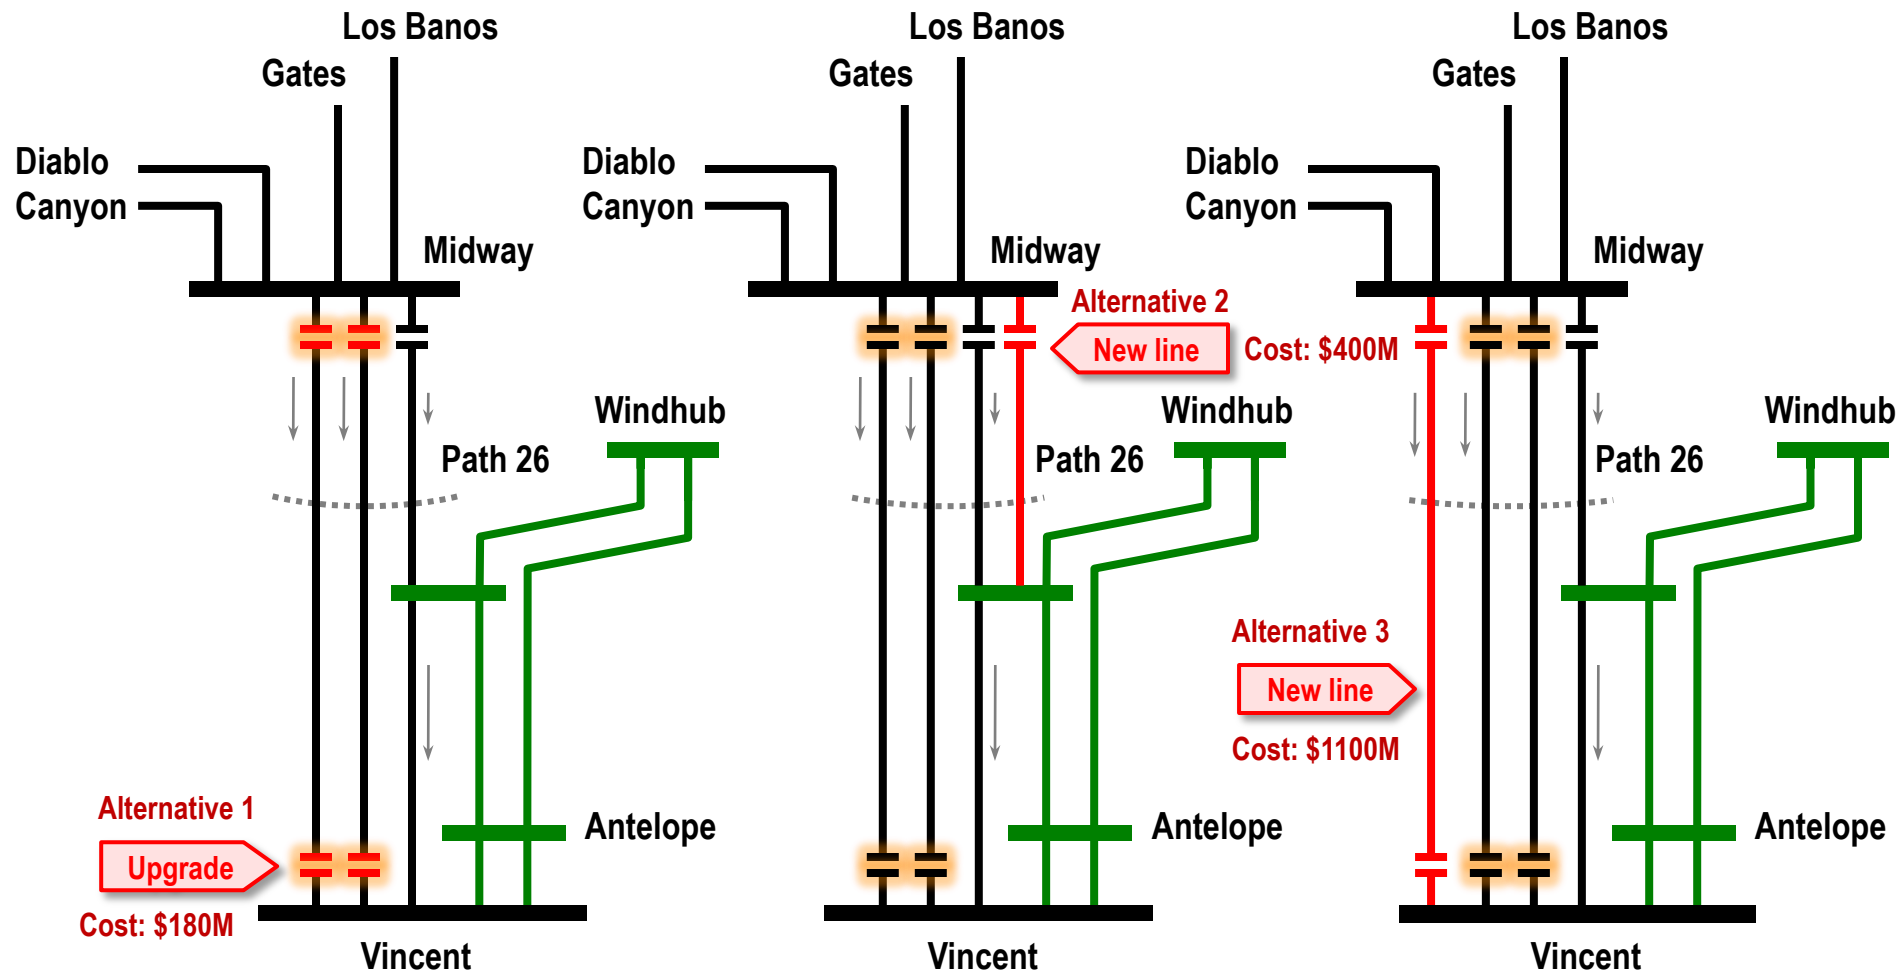 Los Banos
Gates
Diablo
Canyon
Midway
Path 26
Windhub
Antelope
Alternative 1
Upgrade
Cost: $180M
Vincent
Los Banos
Gates
Diablo
Canyon
Midway
Alternative 2
New line
Cost: $400M
Windhub
Path 26
Antelope
Vincent
Los Banos
Gates
Diablo
Canyon
Midway
Windhub
Path 26
Alternative 3
New line
Cost: $1100M
Antelope
Vincent